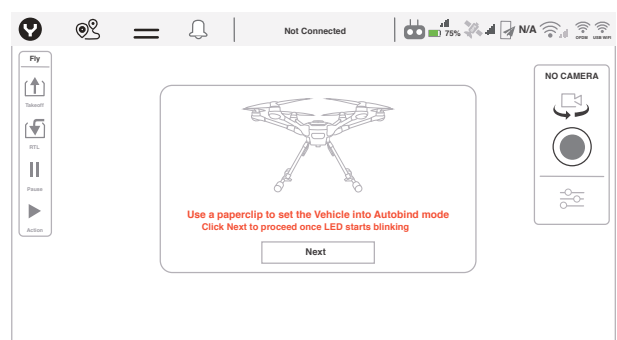 Not Connected
75%
N/A
OPDM
USB WIFI
Fly
Takeoff
RTL
Pause
Action
NO CAMERA
Use a paperclip to set the Vehicle into Autobind mode
Click Next to proceed once LED starts blinking
Next